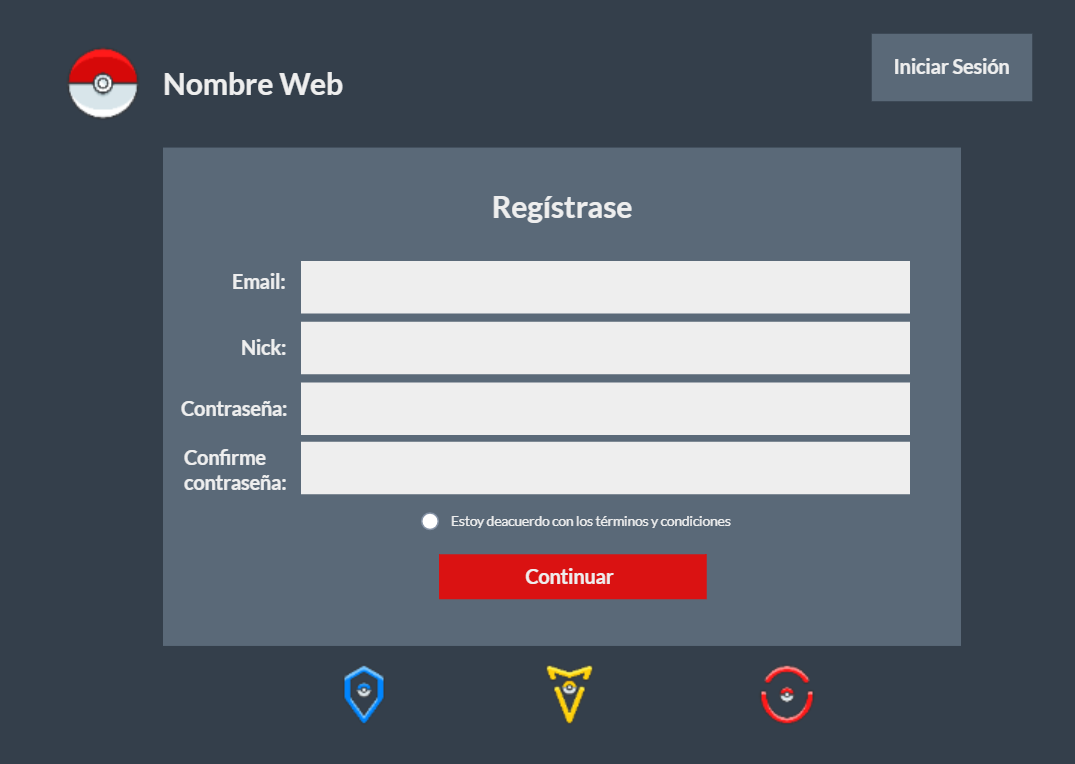 Nombre Web
Iniciar Sesión
Regístrase
Email:
Nick:
Contraseña:
Confirme
contraseña:
Estoy deacuerdo con los términos y condiciones
Continuar